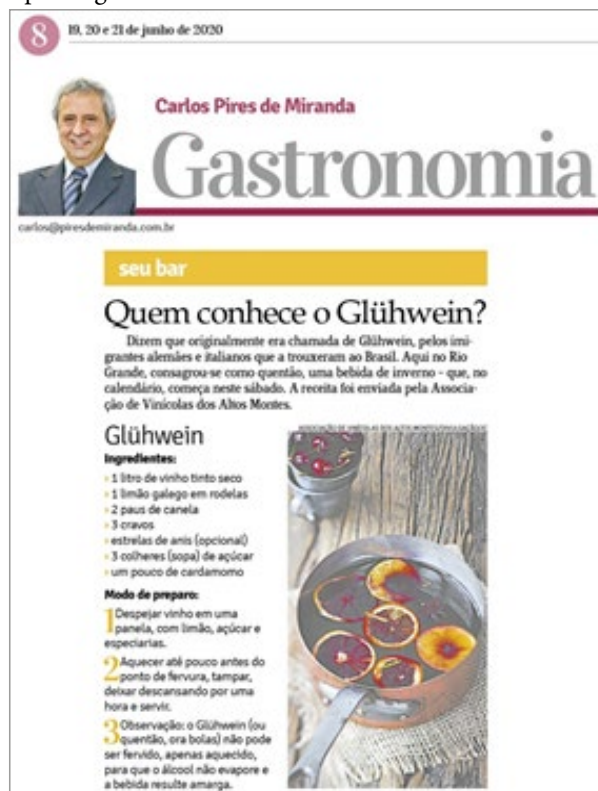 8
19, 20 e 21 de junho de 2020
Carlos Pires de Miranda
Gastronomia
carlos@piresdemiranda.com.br
seu bar
Quem conhece o Glühwein?
Dizem que originalmente era chamada de Glühwein, pelos imi-
grantes alemães e italianos que a trouxeram ao Brasil. Aqui no Rio
Grande, consagrou-se como quentão, uma bebida de inverno – que, no
calendário, começa neste sábado. A receita foi enviada pela Associa-
ção de Vinícolas dos Altos Montes.
Glühwein
Ingredientes:
1 litro de vinho tinto seco
1 limão galego em rodelas
2 paus de canela
3 cravos
estrelas de anis (opcional)
3 colheres (sopa) de açúcar
um pouco de cardamomo
Modo de preparo:
1 Despejar vinho em uma
panela, com limão, açúcar e
especiarias.
2 Aquecer até pouco antes do
ponto de fervura, tampar,
deixar descansando por uma
hora e servir.
3 Observação: o Glühwein (ou
quentão, ora bolas) não pode
ser fervido, apenas aquecido,
para que o álcool não evapore e
a bebida resulte amarga.